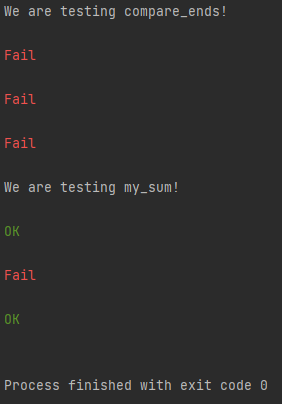 We are testing compare_ends!
Fail
Fail
Fail
We are testing my_sum!
OK
Fail
OK
Process finished with exit code 0